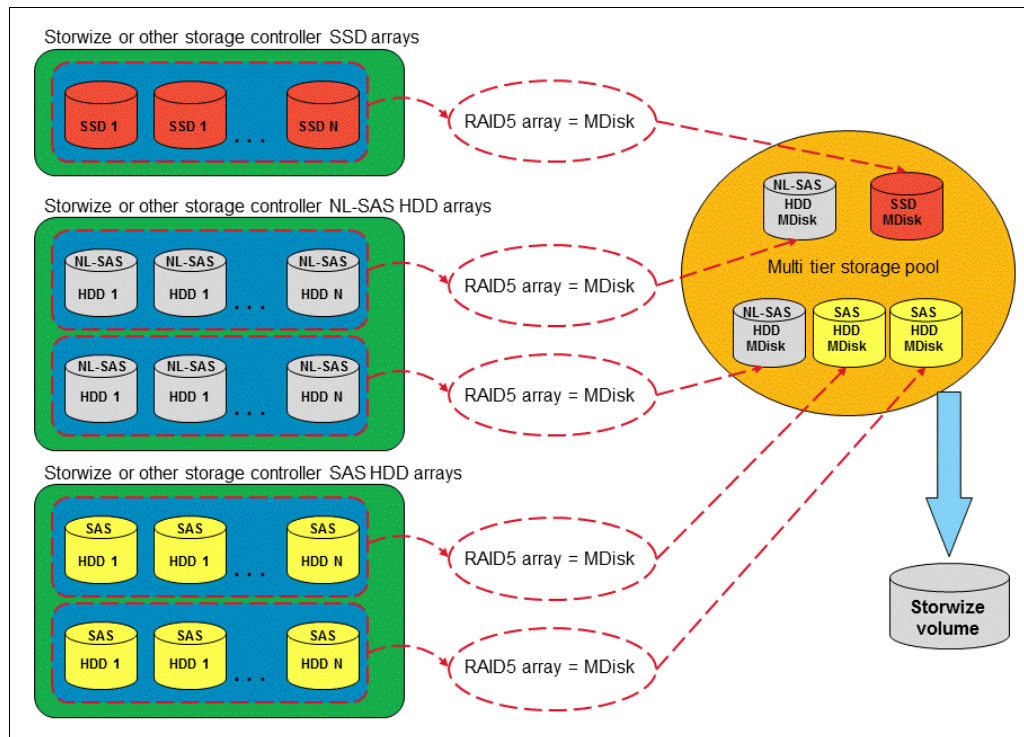 Storwize or other storage controller SSD arrays
SSD 1
SSD 1
. . .
SSD N
RAID5 array = MDisk
Storwize or other storage controller NL-SAS HDD arrays
NL-SAS
HDD 1
NL-SAS
HDD 1
. . .
NL-SAS
HDD N
RAID5 array = MDisk
NL-SAS
HDD 1
NL-SAS
HDD 1
. . .
NL-SAS
HDD N
RAID5 array = MDisk
Storwize or other storage controller SAS HDD arrays
SAS
HDD 1
SAS
HDD 1
. . .
SAS
HDD N
RAID5 array = MDisk
SAS
HDD 1
SAS
HDD 1
. . .
SAS
HDD N
RAID5 array = MDisk
NL-SAS
HDD
MDisk
SSD
MDisk
Multi tier storage pool
NL-SAS
HDD
MDisk
SAS
HDD
MDisk
SAS
HDD
MDisk
Storwize
volume